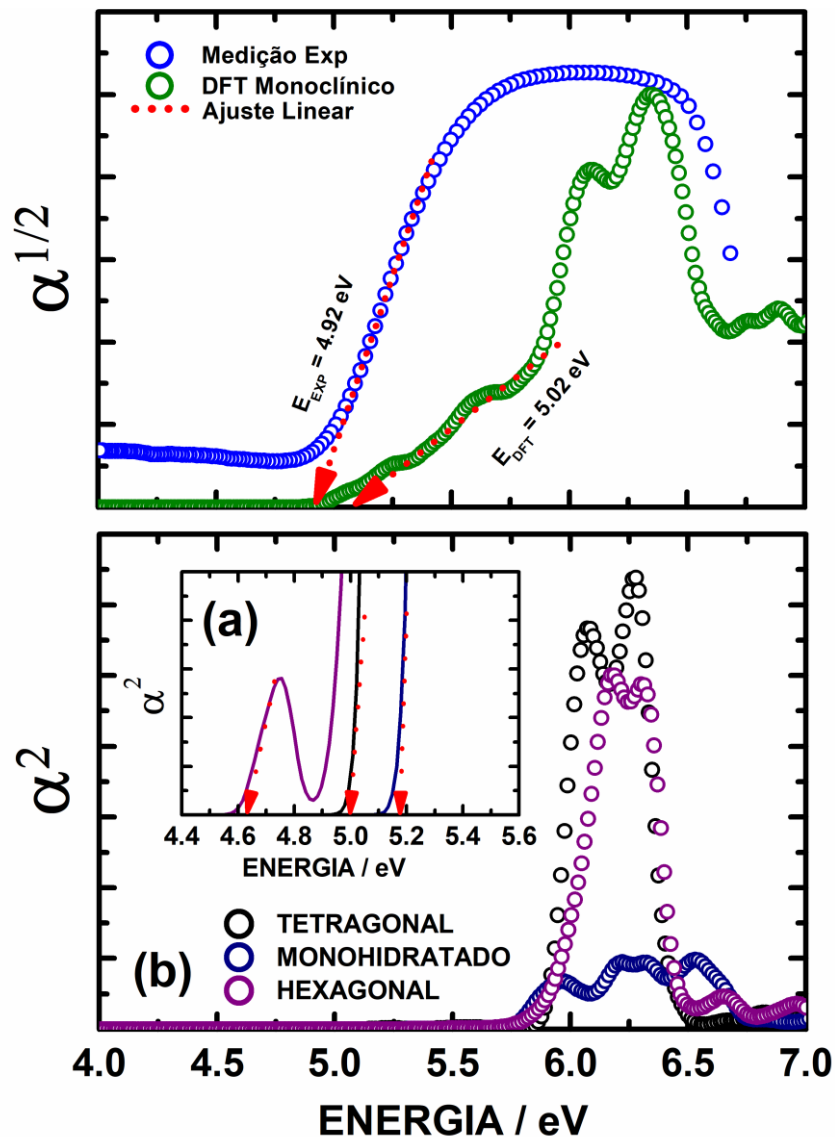 Medição Exp
DFT Monoclínico
Ajuste Linear
α1/2
E_EXP = 4.92 eV
E_DFT = 5.02 eV
(a)
α2
4.4 4.6 4.8 5.0 5.2 5.4 5.6
ENERGIA / eV
α2
TETRAGONAL
MONOHIDRATADO
HEXAGONAL
(b)
4.0 4.5 5.0 5.5 6.0 6.5 7.0
ENERGIA / eV